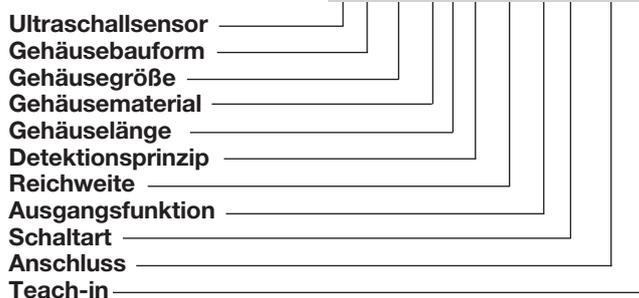 Ultraschallsensor
Gehäusebauform
Gehäusegröße
Gehäusematerial
Gehäuselänge
Detektionsprinzip
Reichweite
Ausgangsfunktion
Schaltart
Anschluss
Teach-in